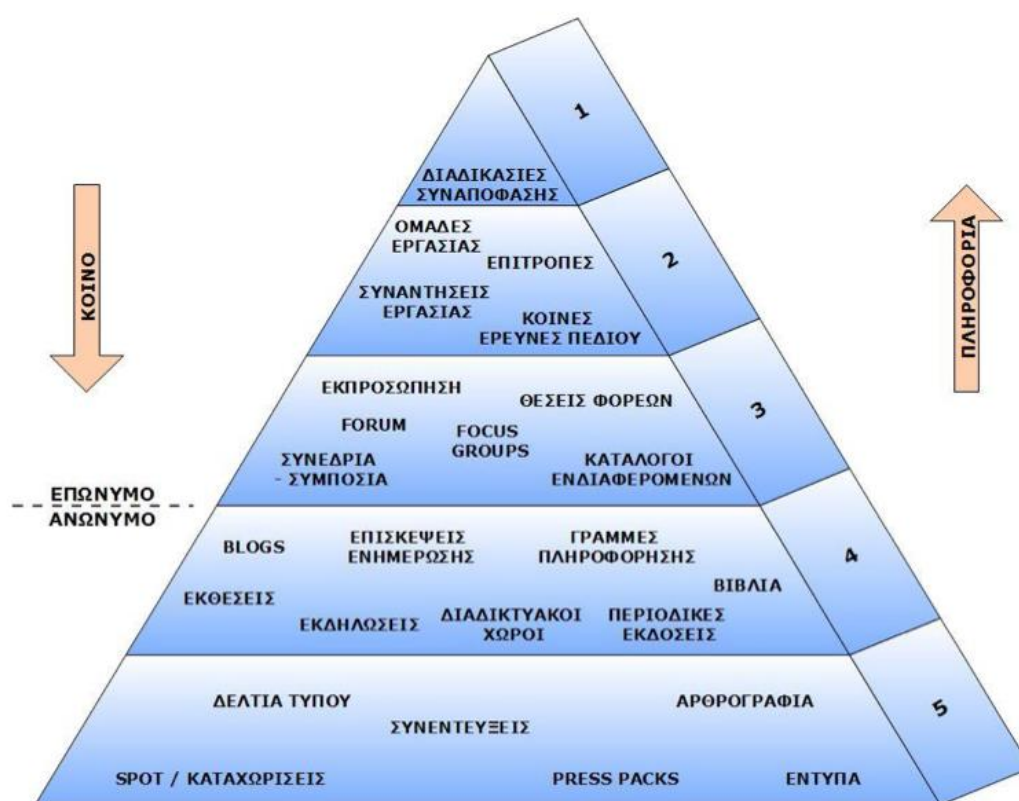 1
ΔΙΑΔΙΚΑΣΙΕΣ
ΣΥΝΑΠΟΦΑΣΗΣ
ΚΟΙΝΟ
ΠΛΗΡΟΦΟΡΙΑ
2
ΟΜΑΔΕΣ
ΕΡΓΑΣΙΑΣ
ΕΠΙΤΡΟΠΕΣ
ΣΥΝΑΝΤΗΣΕΙΣ
ΕΡΓΑΣΙΑΣ
ΚΟΙΝΕΣ
ΕΡΕΥΝΕΣ ΠΕΔΙΟΥ
3
ΕΚΠΡΟΣΩΠΗΣΗ
ΘΕΣΕΙΣ ΦΟΡΕΩΝ
FORUM
FOCUS
GROUPS
ΣΥΝΕΔΡΙΑ
- ΣΥΜΠΟΣΙΑ
ΚΑΤΑΛΟΓΟΙ
ΕΝΔΙΑΦΕΡΟΜΕΝΩΝ
ΕΠΩΝΥΜΟ
ΑΝΩΝΥΜΟ
4
BLOGS
ΕΠΙΣΚΕΨΕΙΣ
ΕΝΗΜΕΡΩΣΗΣ
ΓΡΑΜΜΕΣ
ΠΛΗΡΟΦΟΡΗΣΗΣ
ΒΙΒΛΙΑ
ΕΚΘΕΣΕΙΣ
ΕΚΔΗΛΩΣΕΙΣ
ΔΙΑΔΙΚΤΥΑΚΟΙ
ΧΩΡΟΙ
ΠΕΡΙΟΔΙΚΕΣ
ΕΚΔΟΣΕΙΣ
5
ΔΕΛΤΙΑ ΤΥΠΟΥ
ΣΥΝΕΝΤΕΥΞΕΙΣ
ΑΡΘΡΟΓΡΑΦΙΑ
SPOT / ΚΑΤΑΧΩΡΙΣΕΙΣ
PRESS PACKS
ΕΝΤΥΠΑ